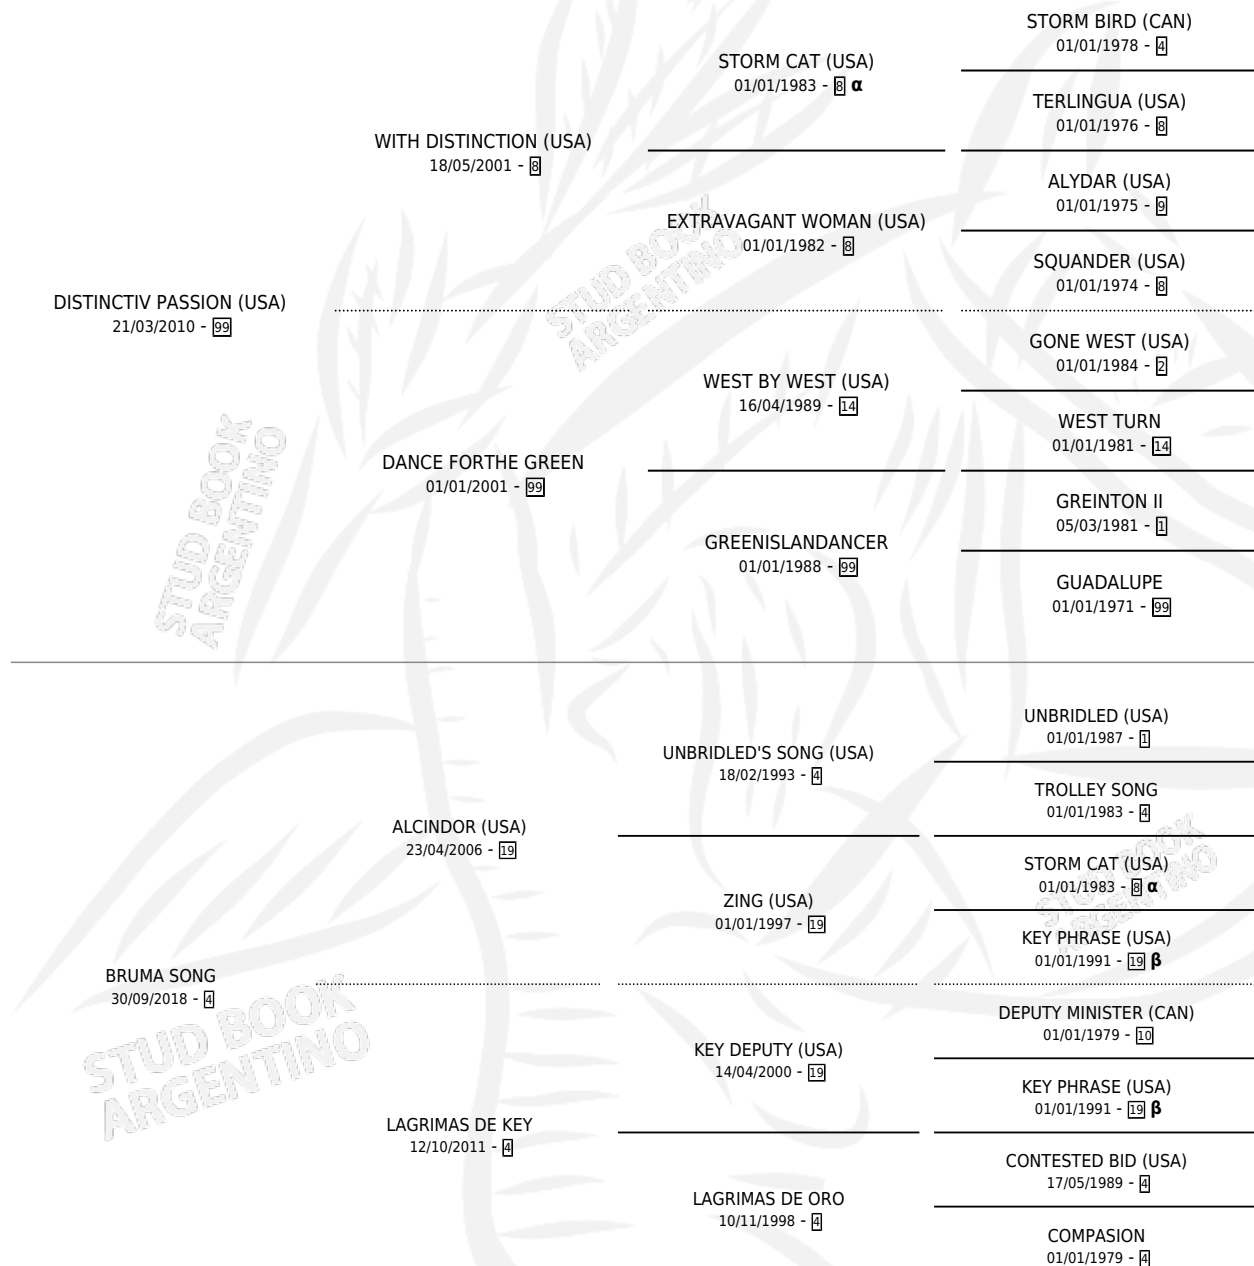 STORM BIRD (CAN)
01/01/1978 - 4
STORM CAT (USA)
01/01/1983 - 8 α
TERLINGUA (USA)
01/01/1976 - 8
WITH DISTINCTION (USA)
18/05/2001 - 8
ALYDAR (USA)
01/01/1975 - 9
EXTRAVAGANT WOMAN (USA)
01/01/1982 - 8
SQUANDER (USA)
01/01/1974 - 8
DISTINCTIV PASSION (USA)
21/03/2010 - 99
GONE WEST (USA)
01/01/1984 - 2
WEST BY WEST (USA)
16/04/1989 - 14
WEST TURN
01/01/1981 - 14
DANCE FORTHE GREEN
01/01/2001 - 99
GREINTON II
05/03/1981 - 1
GREENISLANDANCER
01/01/1988 - 99
GUADALUPE
01/01/1971 - 99
STUD BOOK
ARGENTINO
STUD BOOK
ARGENTINO
UNBRIDLED (USA)
01/01/1987 - 1
UNBRIDLED'S SONG (USA)
18/02/1993 - 4
TROLLEY SONG
01/01/1983 - 4
ALCINDOR (USA)
23/04/2006 - 19
STORM CAT (USA)
01/01/1983 - 8 α
ZING (USA)
01/01/1997 - 19
KEY PHRASE (USA)
01/01/1991 - 19 β
BRUMA SONG
30/09/2018 - 4
DEPUTY MINISTER (CAN)
01/01/1979 - 10
KEY DEPUTY (USA)
14/04/2000 - 19
KEY PHRASE (USA)
01/01/1991 - 19 β
LAGRIMAS DE KEY
12/10/2011 - 4
CONTESTED BID (USA)
17/05/1989 - 4
LAGRIMAS DE ORO
10/11/1998 - 4
COMPASION
01/01/1979 - 4
STUD BOOK
ARGENTINO
STUD BOOK
ARGENTINO